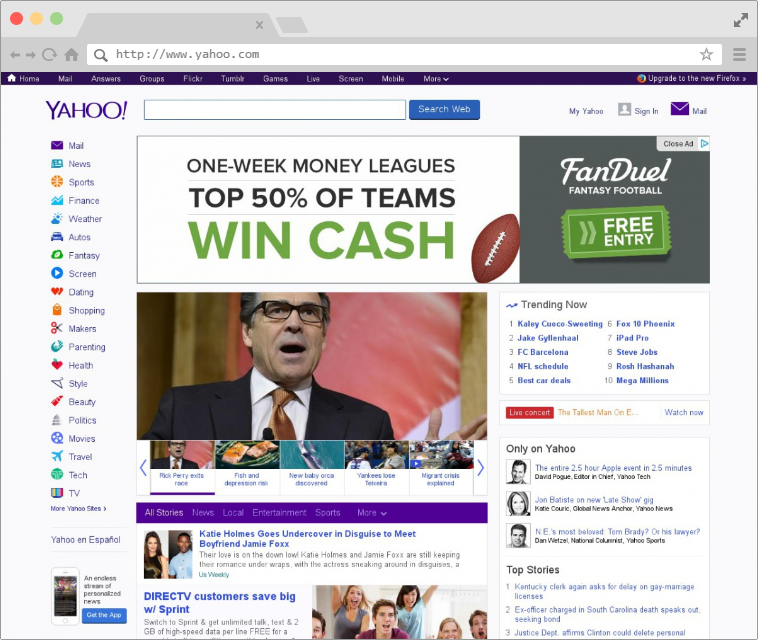 http://www.yahoo.com
Home Mail Answers Groups Flickr Tumblr Games Live Screen Mobile More Upgrade to the new Firefox »
YAHOO! Search Web My Yahoo Sign In Mail
Mail
News
Sports
Finance
Weather
Autos
Fantasy
Screen
Dating
Shopping
Makers
Parenting
Health
Style
Beauty
Politics
Movies
Travel
Tech
TV
More Yahoo Sites ›
Yahoo en Español
An endless
stream of
personalized
news
Get the App
Close Ad
ONE-WEEK MONEY LEAGUES
TOP 50% OF TEAMS
WIN CASH
FanDuel
FANTASY FOOTBALL
FREE
ENTRY
Rick Perry exits
race
Fish and
depression risk
New baby orca
discovered
Yankees lose
Teixeira
Migrant crisis
explained
All Stories News Local Entertainment Sports More
Katie Holmes Goes Undercover in Disguise to Meet
Boyfriend Jamie Foxx
Their love is on the down low! Katie Holmes and Jamie Foxx are still keeping
their romance under wraps, with the actress sneaking around in disguises, a
Us Weekly
DIRECTV customers save big
w/ Sprint
Switch to Sprint & get unlimited talk, text & 2
GB of high-speed data per line FREE for a
Trending Now
1 Kaley Cuoco-Sweeting
2 Jake Gyllenhaal
3 FC Barcelona
4 NFL schedule
5 Best car deals
6 Fox 10 Phoenix
7 iPad Pro
8 Steve Jobs
9 Rosh Hashanah
10 Mega Millions
Live concert The Tallest Man On E... Watch now
Only on Yahoo
The entire 2.5 hour Apple event in 2.5 minutes
David Pogue, Editor in Chief, Yahoo Tech
Jon Batiste on new 'Late Show' gig
Katie Couric, Global News Anchor, Yahoo News
N.E.'s most beloved: Tom Brady? Or his lawyer?
Dan Wetzel, National Columnist, Yahoo Sports
Top Stories
1 Kentucky clerk again asks for delay on gay-marriage
licenses
2 Ex-officer charged in South Carolina death speaks out,
seeking bond
3 Justice Dept. affirms Clinton could delete personal